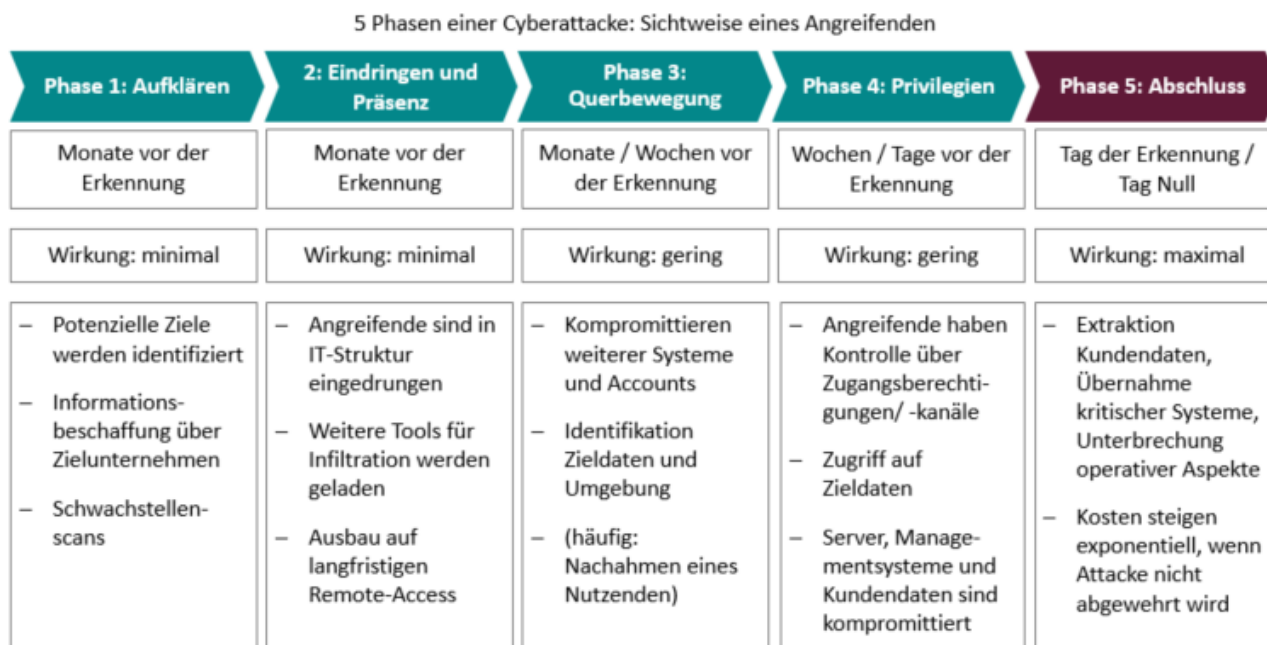 5 Phasen einer Cyberattacke: Sichtweise eines Angreifenden
Phase 1: Aufklären
2: Eindringen und
Präsenz
Phase 3:
Querbewegung
Phase 4: Privilegien
Phase 5: Abschluss
Monate vor der
Erkennung
Monate vor der
Erkennung
Monate / Wochen vor
der Erkennung
Wochen / Tage vor der
Erkennung
Tag der Erkennung /
Tag Null
Wirkung: minimal
Wirkung: minimal
Wirkung: gering
Wirkung: gering
Wirkung: maximal
– Potenzielle Ziele
werden identifiziert
– Informations-
beschaffung über
Zielunternehmen
– Schwachstellen-
scans
– Angreifende sind in
IT-Struktur
eingedrungen
– Weitere Tools für
Infiltration werden
geladen
– Ausbau auf
langfristigen
Remote-Access
– Kompromittieren
weiterer Systeme
und Accounts
– Identifikation
Zieldaten und
Umgebung
– (häufig:
Nachahmen eines
Nutzenden)
– Angreifende haben
Kontrolle über
Zugangsberechti-
gungen/ -kanäle
– Zugriff auf
Zieldaten
– Server, Manage-
mentsysteme und
Kundendaten sind
kompromittiert
– Extraktion
Kundendaten,
Übernahme
kritischer Systeme,
Unterbrechung
operativer Aspekte
– Kosten steigen
exponentiell, wenn
Attacke nicht
abgewehrt wird